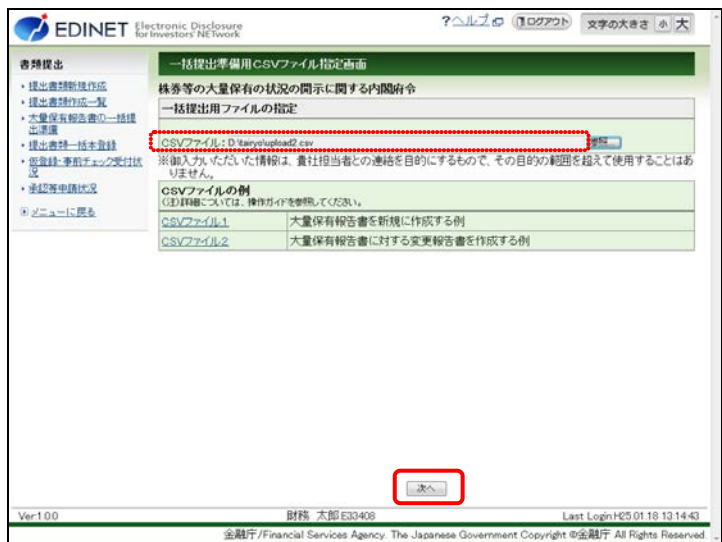 EDINET Electronic Disclosure for Investors' NETwork
?ヘルプ ログアウト 文字の大きさ 小 大
書類提出
・提出書類新規作成
・提出書類作成一覧
・大量保有報告書の一括提出準備
・提出書類一括本登録
・仮登録・事前チェック受付状況
・承認等申請状況
メニューに戻る
一括提出準備用CSVファイル指定画面
株券等の大量保有の状況の開示に関する内閣府令
一括提出用ファイルの指定
CSVファイル: D:\tairyo\upload2.csv 参照...
※御入力いただいた情報は、貴社担当者との連絡を目的にするもので、その目的の範囲を超えて使用することはあ
りません。
CSVファイルの例
(注)詳細については、操作ガイドを参照してください。
CSVファイル1 大量保有報告書を新規に作成する例
CSVファイル2 大量保有報告書に対する変更報告書を作成する例
次へ
Ver:1.0.0 財務 太郎 E33408 Last Login:H25.01.18 13:14:43
金融庁/Financial Services Agency. The Japanese Government Copyright ©金融庁 All Rights Reserved.